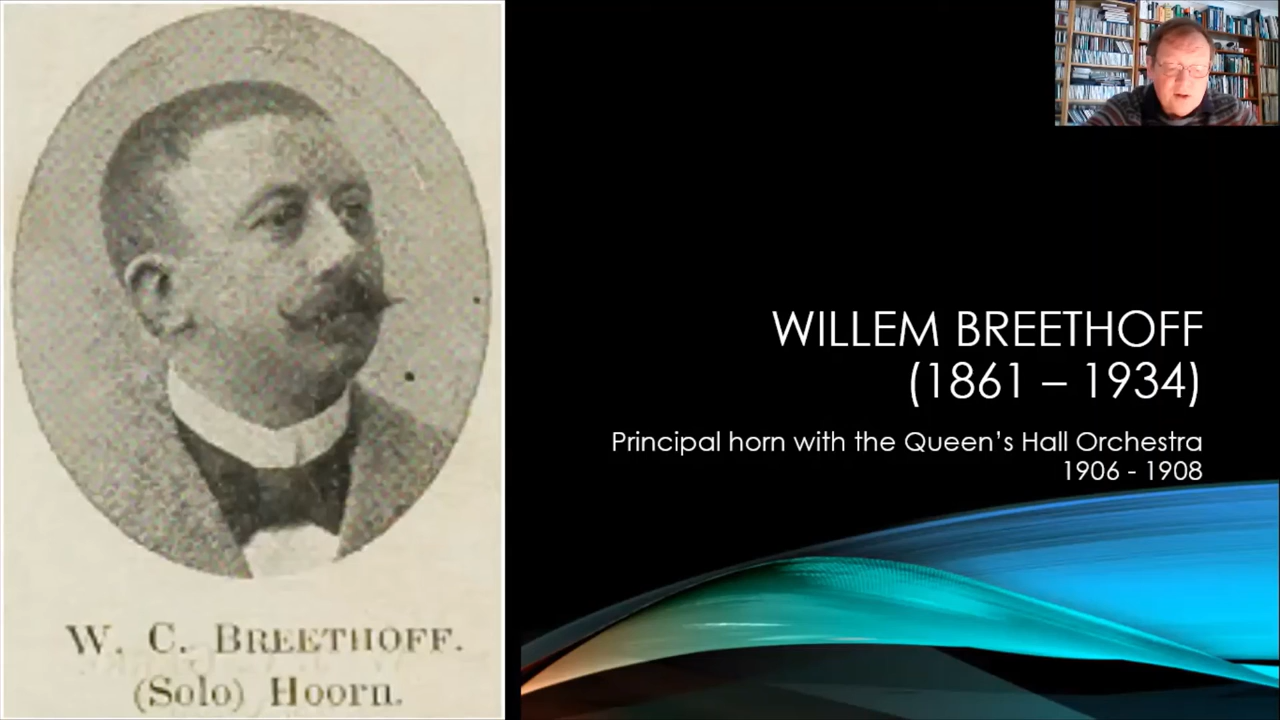 W. C. BREETHOFF.
(Solo) Hoorn.
WILLEM BREETHOFF
(1861 – 1934)
Principal horn with the Queen's Hall Orchestra
1906 - 1908